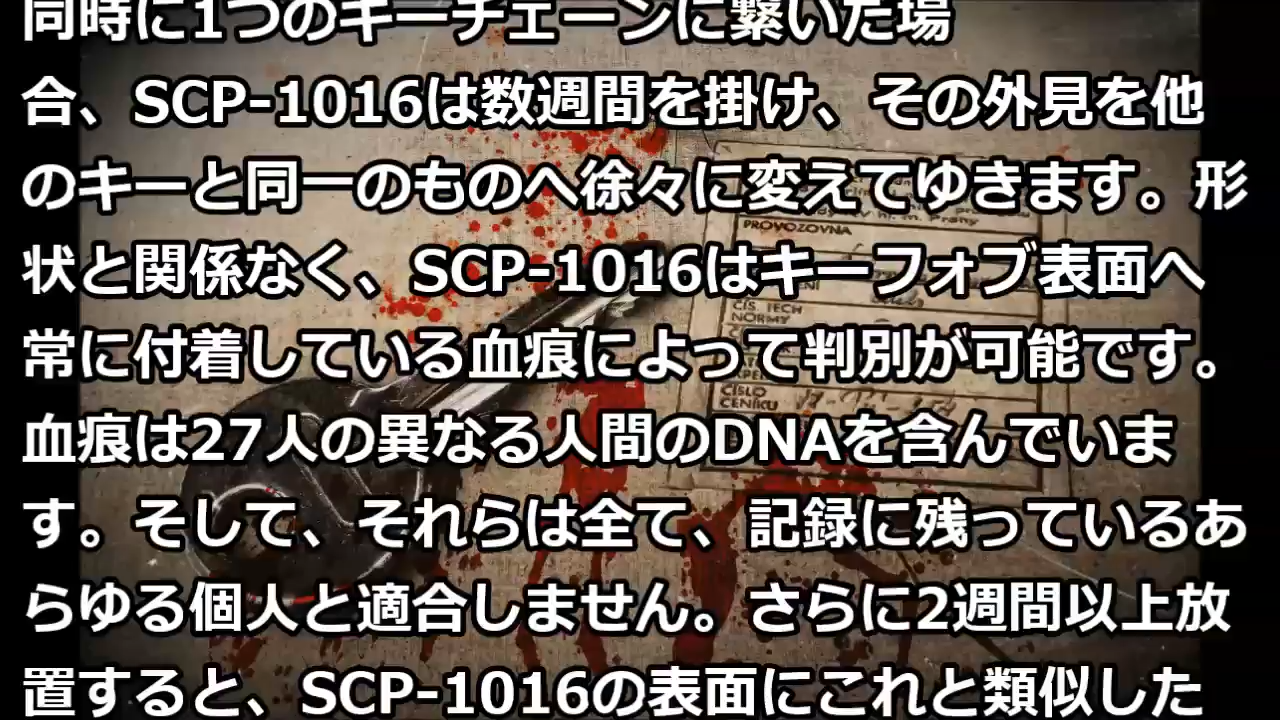 同時に1つのキーチェーンに繋いだ場
合、SCP-1016は数週間を掛け、その外見を他
のキーと同一のものへ徐々に変えてゆきます。形
状と関係なく、SCP-1016はキーフォブ表面へ
常に付着している血痕によって判別が可能です。
血痕は27人の異なる人間のDNAを含んでいま
す。そして、それらは全て、記録に残っているあ
らゆる個人と適合しません。さらに2週間以上放
置すると、SCP-1016の表面にこれと類似した
PROVOZOVNA
ČÍS. TECH
NORMY
ČÍSLO
CENÍKU